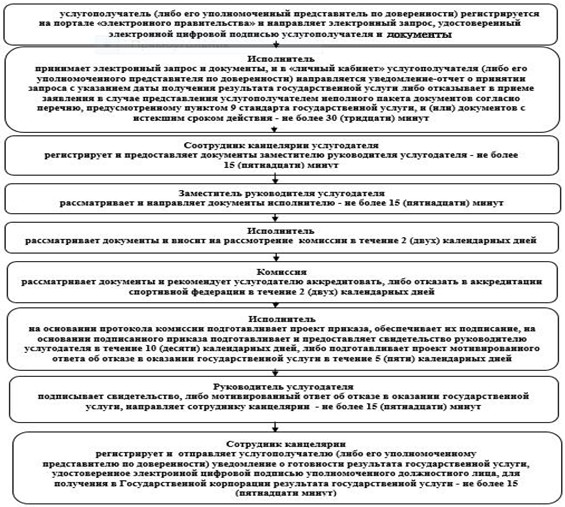 услугополучатель (либо его уполномоченный представитель по доверенности) регистрируется
на портале «электронного правительства» и направляет электронный запрос, удостоверенный
электронной цифровой подписью услугополучателя и документы
Исполнитель
принимает электронный запрос и документы, и в «личный кабинет» услугополучателя (либо его
уполномоченного представителя по доверенности) направляется уведомление-отчет о принятии
запроса с указанием даты получения результата государственной услуги либо отказывает в приеме
заявления в случае представления услугополучателем неполного пакета документов согласно
перечню, предусмотренному пунктом 9 стандарта государственной услуги, и (или) документов с
истекшим сроком действия - не более 30 (тридцати) минут
Соотрудник канцелярии услугодателя
регистрирует и предоставляет документы заместителю руководителя услугодателя - не более
15 (пятнадцати) минут
Заместитель руководителя услугодателя
рассматривает и направляет документы исполнителю - не более 15 (пятнадцати) минут
Исполнитель
рассматривает документы и вносит на рассмотрение комиссии в течение 2 (двух) календарных дней
Комиссия
рассматривает документы и рекомендует услугодателю аккредитовать, либо отказать в аккредитации
спортивной федерации в течение 2 (двух) календарных дней
Исполнитель
на основании протокола комиссии подготавливает проект приказа, обеспечивает их подписание, на
основании подписанного приказа подготавливает и предоставляет свидетельство руководителю
услугодателя в течение 10 (десяти) календарных дней, либо подготавливает проект мотивированного
ответа об отказе в оказании государственной услуги в течение 5 (пяти) календарных дней
Руководитель услугодателя
подписывает свидетельство, либо мотивированный ответ об отказе в оказании государственной
услуги, направляет сотруднику канцелярии - не более 15 (пятнадцати) минут
Сотрудник канцелярии
регистрирует и отправляет услугополучателю (либо его уполномоченному
представителю по доверенности) уведомление о готовности результата государственной услуги,
удостоверенное электронной цифровой подписью уполномоченного должностного лица, для
получения в Государственной корпорации результата государственной услуги - не более 15
(пятнадцати минут)